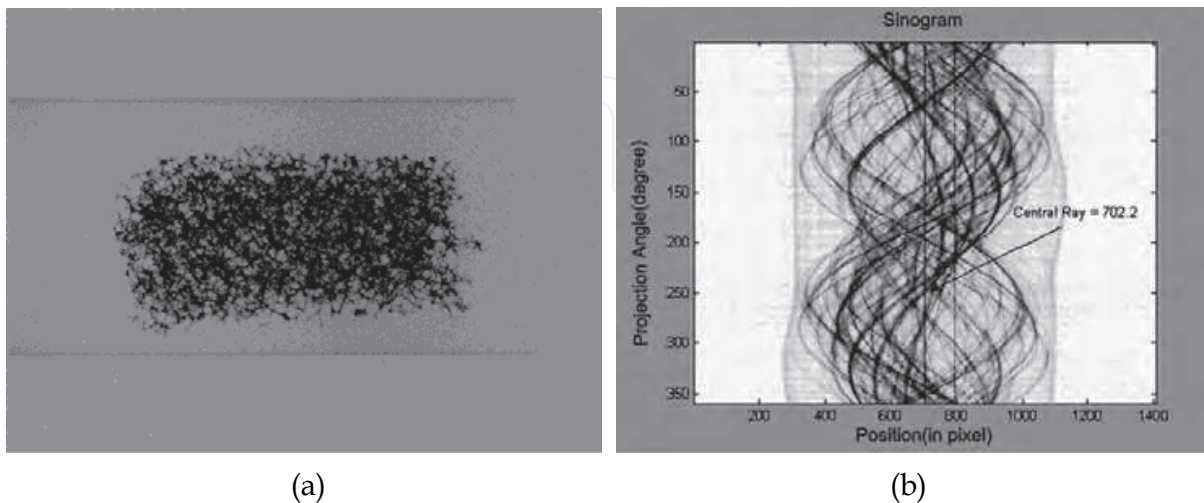 Sinogram
50
100
150
200
250
300
350
Projection Angle(degree)
Central Ray = 702.2
200 400 600 800 1000 1200 1400
Position(in pixel)
(a) (b)